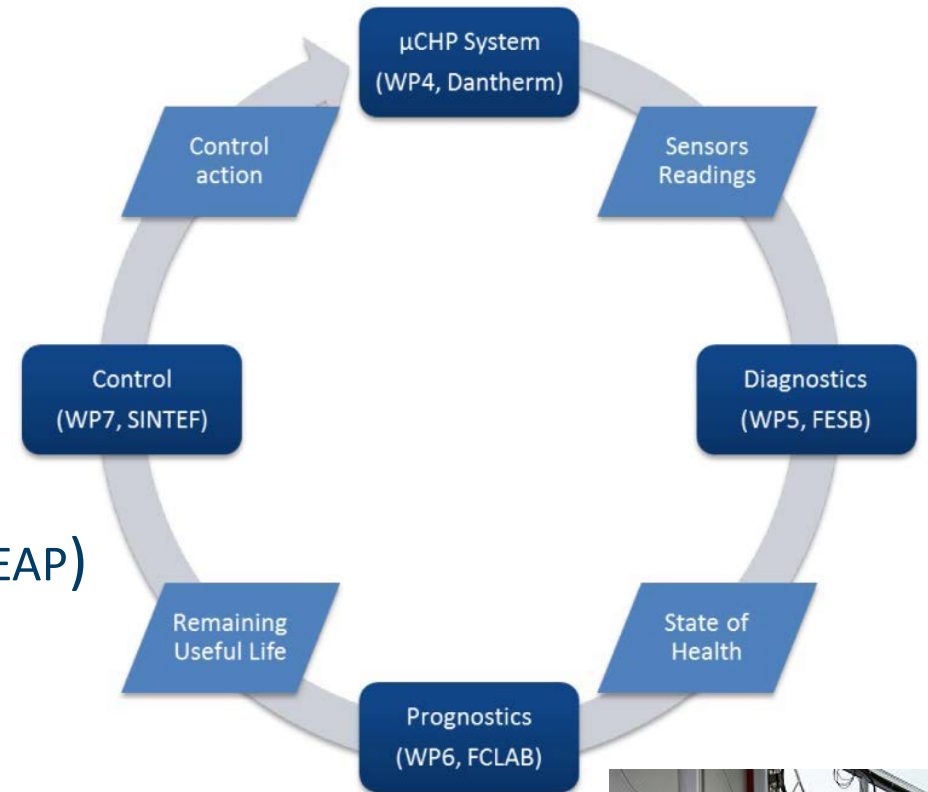 µCHP System
(WP4, Dantherm)
Control
action
Sensors
Readings
Control
(WP7, SINTEF)
Diagnostics
(WP5, FESB)
EAP)
Remaining
Useful Life
State of
Health
Prognostics
(WP6, FCLAB)